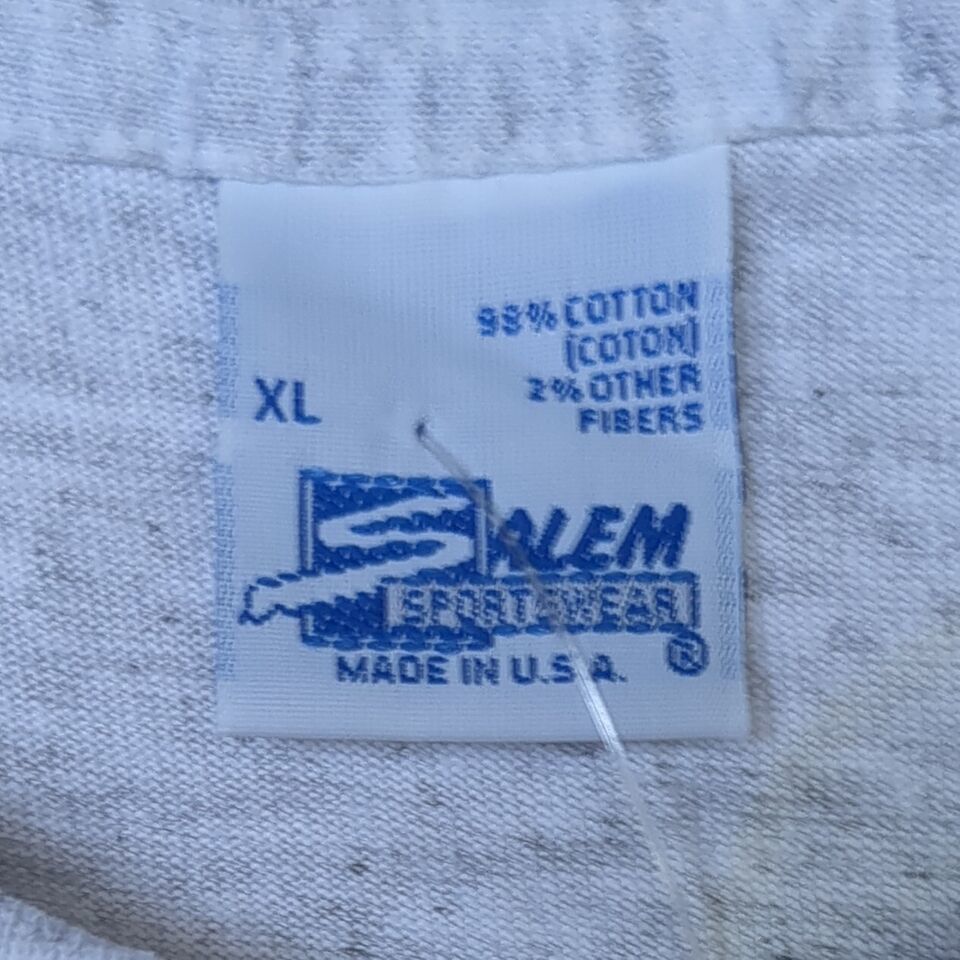 98% COTTON
(COTON)
2% OTHER
FIBERS
XL
SALEM
SPORTSWEAR
®
MADE IN U.S.A.